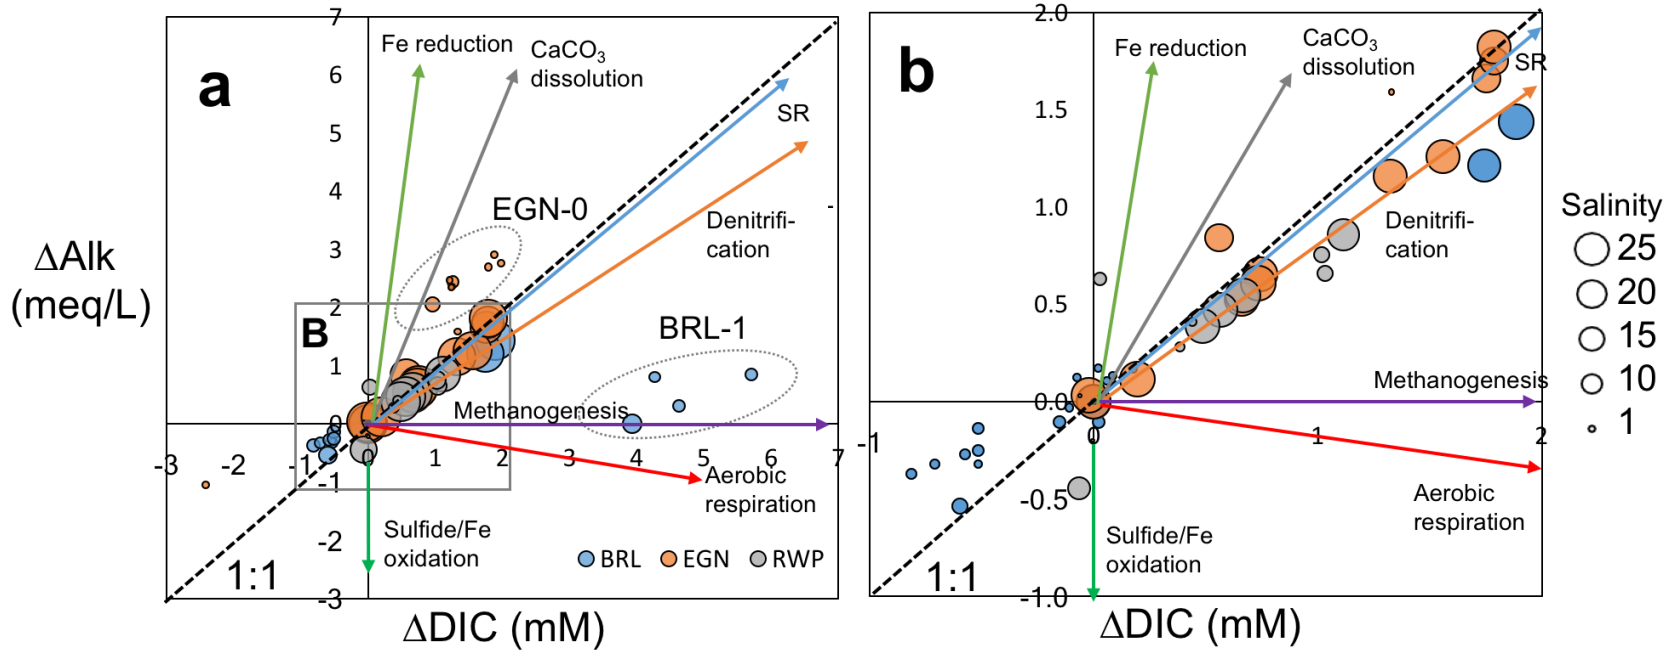 a
7
6
5
4
3
2
1
0
-1
-2
-3
-3
-2
-1
0
1
2
3
4
5
6
7
ΔAlk
(meq/L)
ΔDIC (mM)
Fe reduction
CaCO₃
dissolution
SR
Denitrifi-
cation
EGN-0
BRL-1
B
Methanogenesis
Aerobic
respiration
Sulfide/Fe
oxidation
1:1
BRL
EGN
RWP
-
b
2.0
1.5
1.0
0.5
0.0
-0.5
-1.0
-1
0
1
2
ΔDIC (mM)
Fe reduction
CaCO₃
dissolution
SR
Denitrifi-
cation
Methanogenesis
Aerobic
respiration
Sulfide/Fe
oxidation
1:1
Salinity
25
20
15
10
1